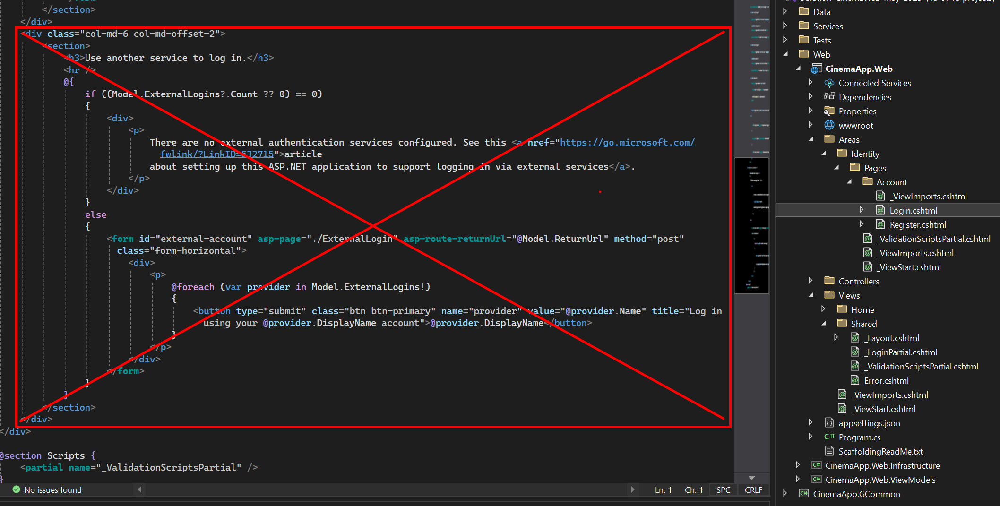 </form
</section>
</div>
<div class="col-md-6 col-md-offset-2">
<section>
<h3>Use another service to log in.</h3>
<hr />
@{
if ((Model.ExternalLogins?.Count ?? 0) == 0)
{
<div>
<p>
There are no external authentication services configured. See this <a href="https://go.microsoft.com/
fwlink/?LinkID=532715">article
about setting up this ASP.NET application to support logging in via external services</a>.
</p>
</div>
}
else
{
<form id="external-account" asp-page="./ExternalLogin" asp-route-returnUrl="@Model.ReturnUrl" method="post"
class="form-horizontal">
<div>
<p>
@foreach (var provider in Model.ExternalLogins!)
{
<button type="submit" class="btn btn-primary" name="provider" value="@provider.Name" title="Log in
using your @provider.DisplayName account">@provider.DisplayName</button>
}
</p>
</div>
</form>
}
}
</section>
</div>
</div>
@section Scripts {
<partial name="_ValidationScriptsPartial" />
}
No issues found
Ln: 1 Ch: 1 SPC CRLF
Data
Services
Tests
Web
CinemaApp.Web
Connected Services
Dependencies
Properties
wwwroot
Areas
Identity
Pages
Account
_ViewImports.cshtml
Login.cshtml
Register.cshtml
_ValidationScriptsPartial.cshtml
_ViewImports.cshtml
_ViewStart.cshtml
Controllers
Views
Home
Shared
_Layout.cshtml
_LoginPartial.cshtml
_ValidationScriptsPartial.cshtml
Error.cshtml
_ViewImports.cshtml
_ViewStart.cshtml
appsettings.json
C# Program.cs
ScaffoldingReadMe.txt
C# CinemaApp.Web.Infrastructure
C# CinemaApp.Web.ViewModels
C# CinemaApp.GCommon